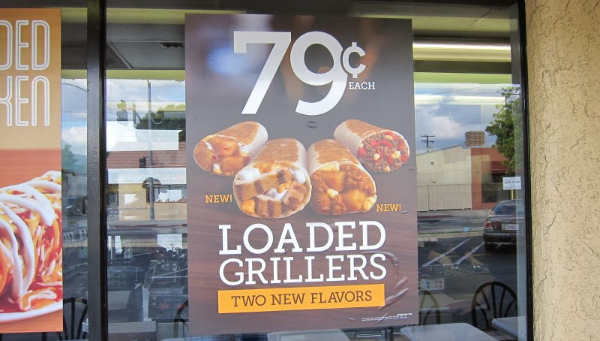 DED
KEN
79¢
EACH
NEW!
NEW!
LOADED
GRILLERS
TWO NEW FLAVORS